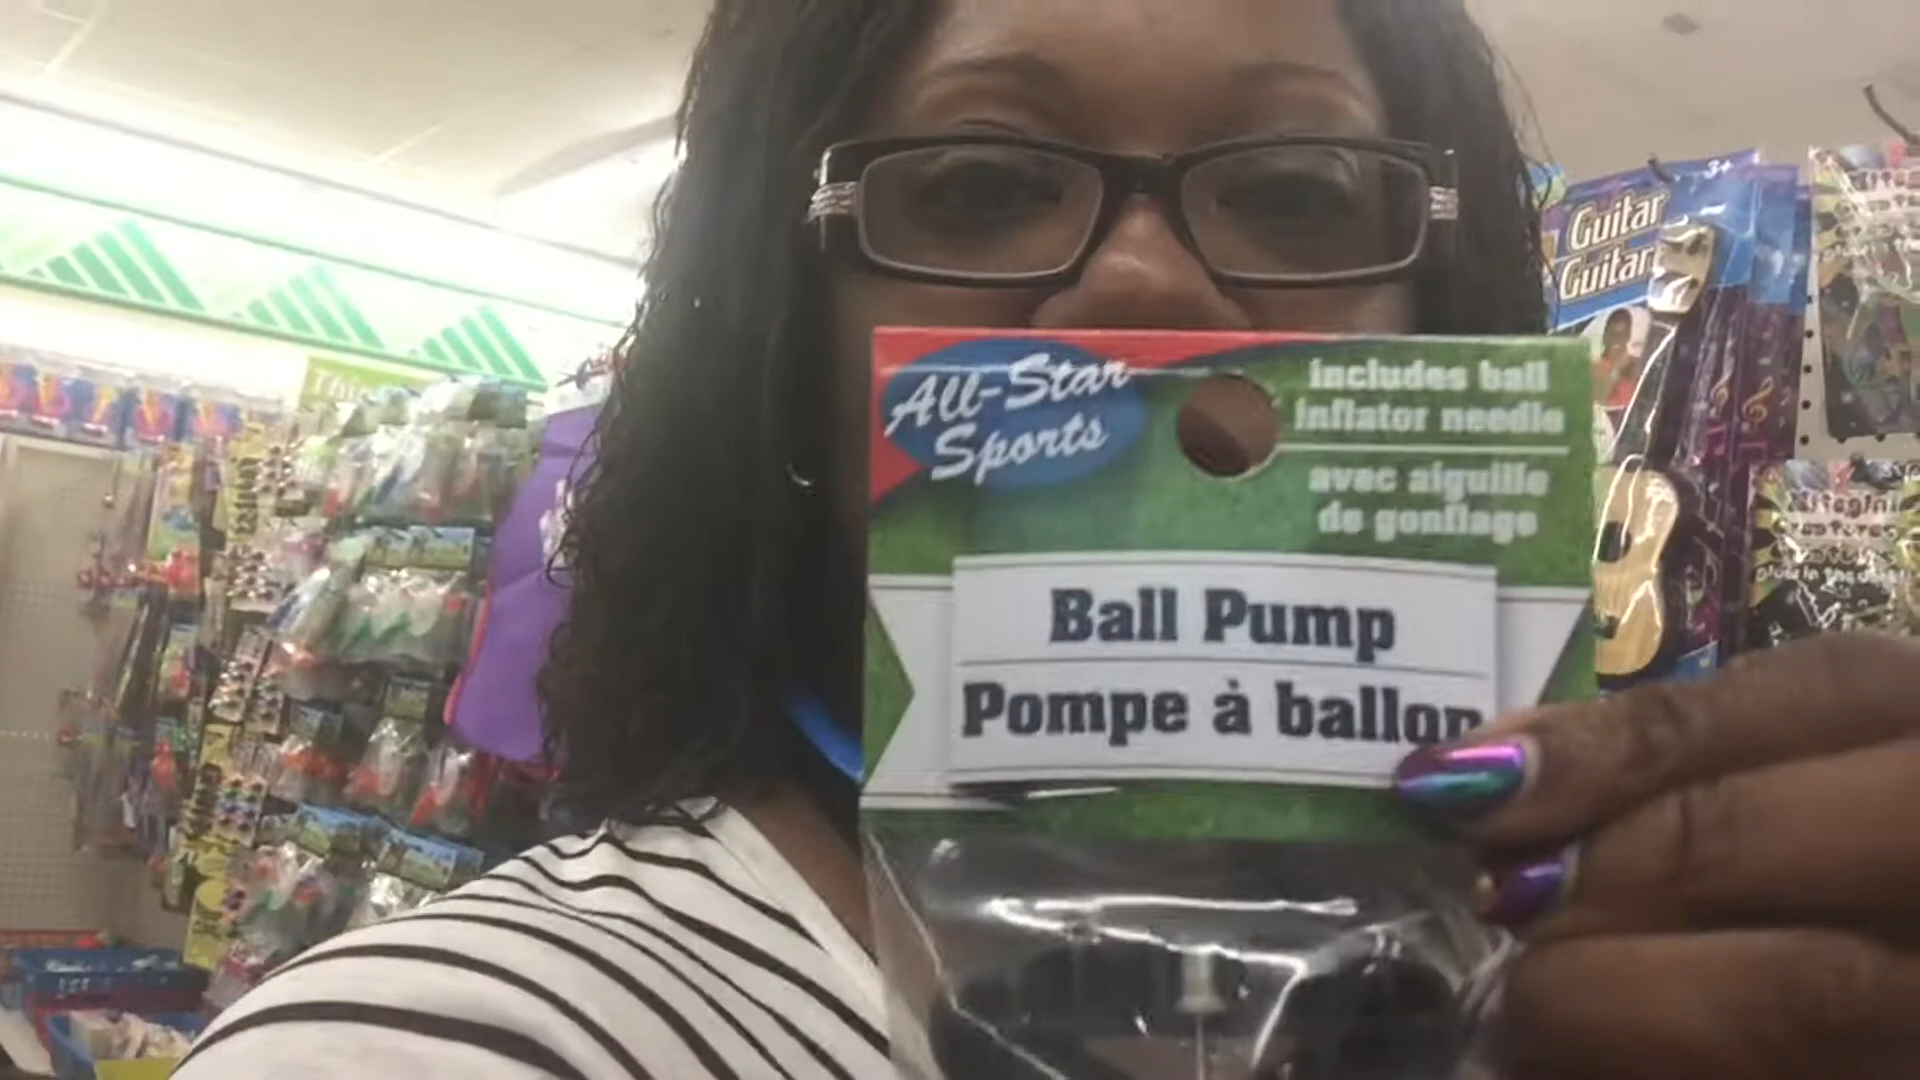 All-Star
Sports
includes ball
inflator needle
avec aiguille
de gonflage
Ball Pump
Pompe à ballon
3+
Guitar
Guitar